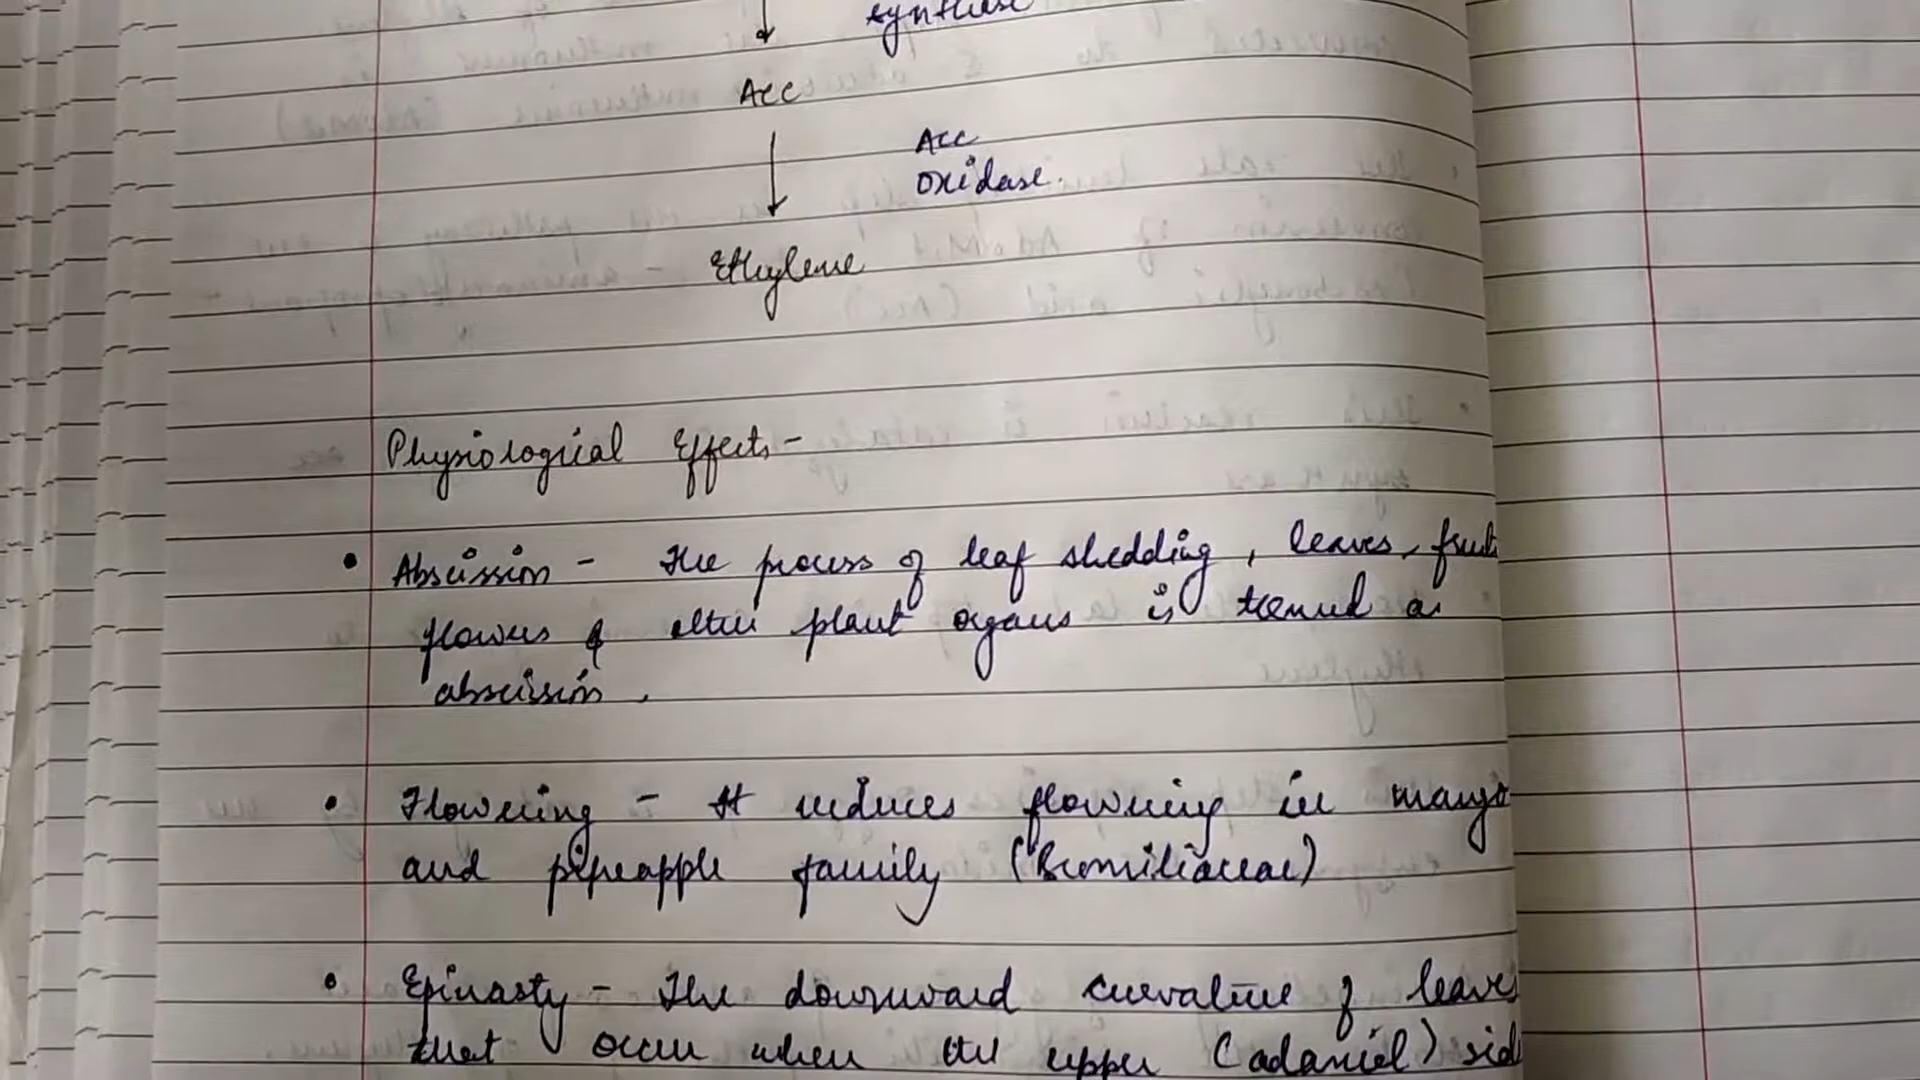 synthase
ACC
ACC
oxidase.
Ethylene
Physiological Effects -
• Abscission - The process of leaf shedding, leaves, fruits
flowers & other plant organs is termed as
abscission.
• Flowering - It induces flowering in mango
and pineapple family (Bromiliaceae)
• Epinasty - The downward curvature of leaves
that occur when the upper (adaxial) side